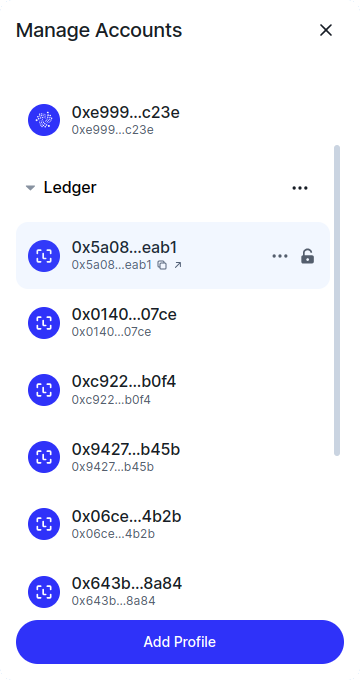 Manage Accounts
0xe999...c23e
0xe999...c23e
Ledger
0x5a08...eab1
0x5a08...eab1
0x0140...07ce
0x0140...07ce
0xc922...b0f4
0xc922...b0f4
0x9427...b45b
0x9427...b45b
0x06ce...4b2b
0x06ce...4b2b
0x643b...8a84
0x643b...8a84
Add Profile